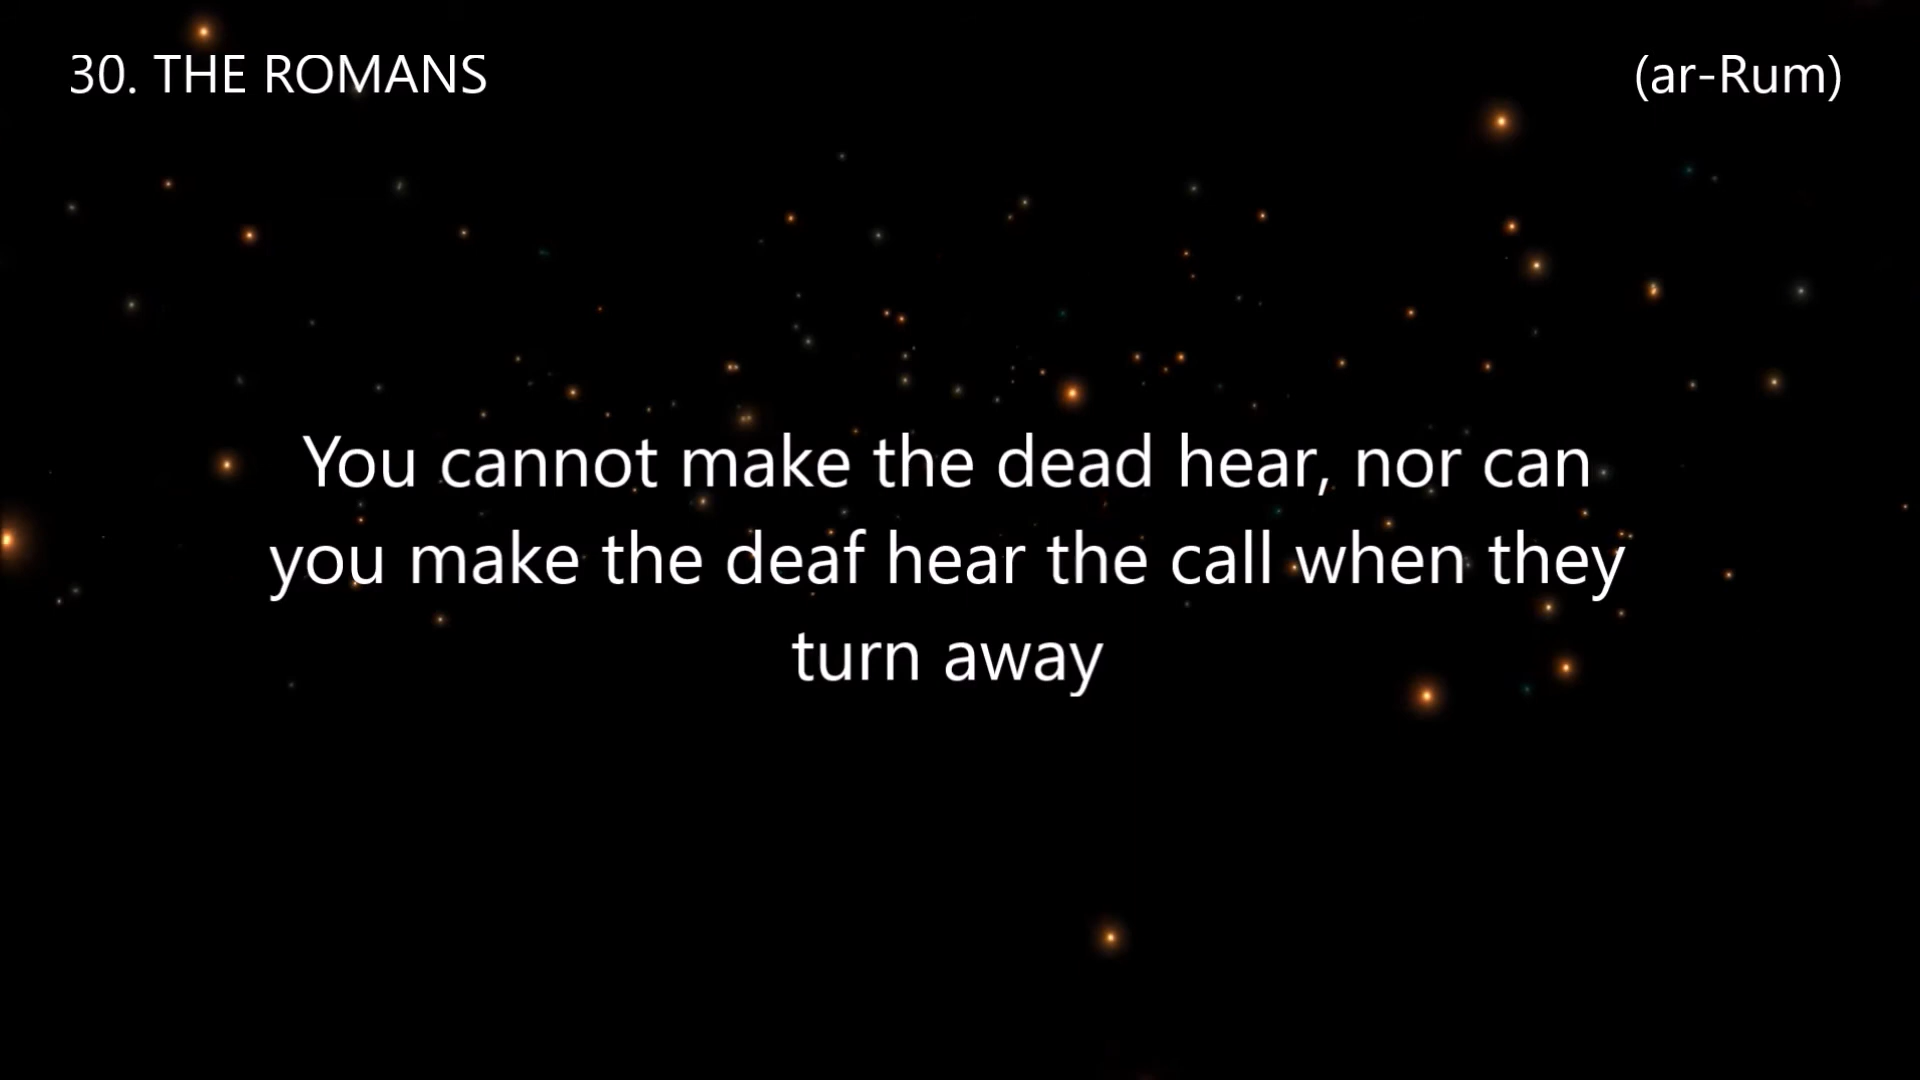 30. THE ROMANS
(ar-Rum)
You cannot make the dead hear, nor can
you make the deaf hear the call when they
turn away